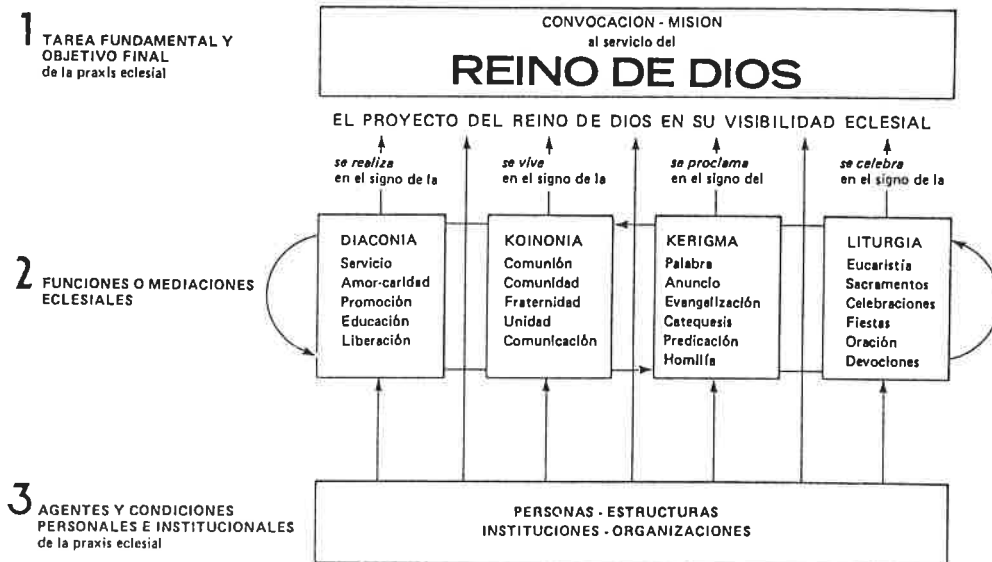 1 TAREA FUNDAMENTAL Y
OBJETIVO FINAL
de la praxis eclesial
CONVOCACION - MISION
al servicio del
REINO DE DIOS
EL PROYECTO DEL REINO DE DIOS EN SU VISIBILIDAD ECLESIAL
se realiza
en el signo de la
se vive
en el signo de la
se proclama
en el signo del
se celebra
en el signo de la
2 FUNCIONES O MEDIACIONES
ECLESIALES
DIACONIA
Servicio
Amor-caridad
Promoción
Educación
Liberación
KOINONIA
Comunión
Comunidad
Fraternidad
Unidad
Comunicación
KERIGMA
Palabra
Anuncio
Evangelización
Catequesis
Predicación
Homilía
LITURGIA
Eucaristía
Sacramentos
Celebraciones
Fiestas
Oración
Devociones
3 AGENTES Y CONDICIONES
PERSONALES E INSTITUCIONALES
de la praxis eclesial
PERSONAS - ESTRUCTURAS
INSTITUCIONES - ORGANIZACIONES